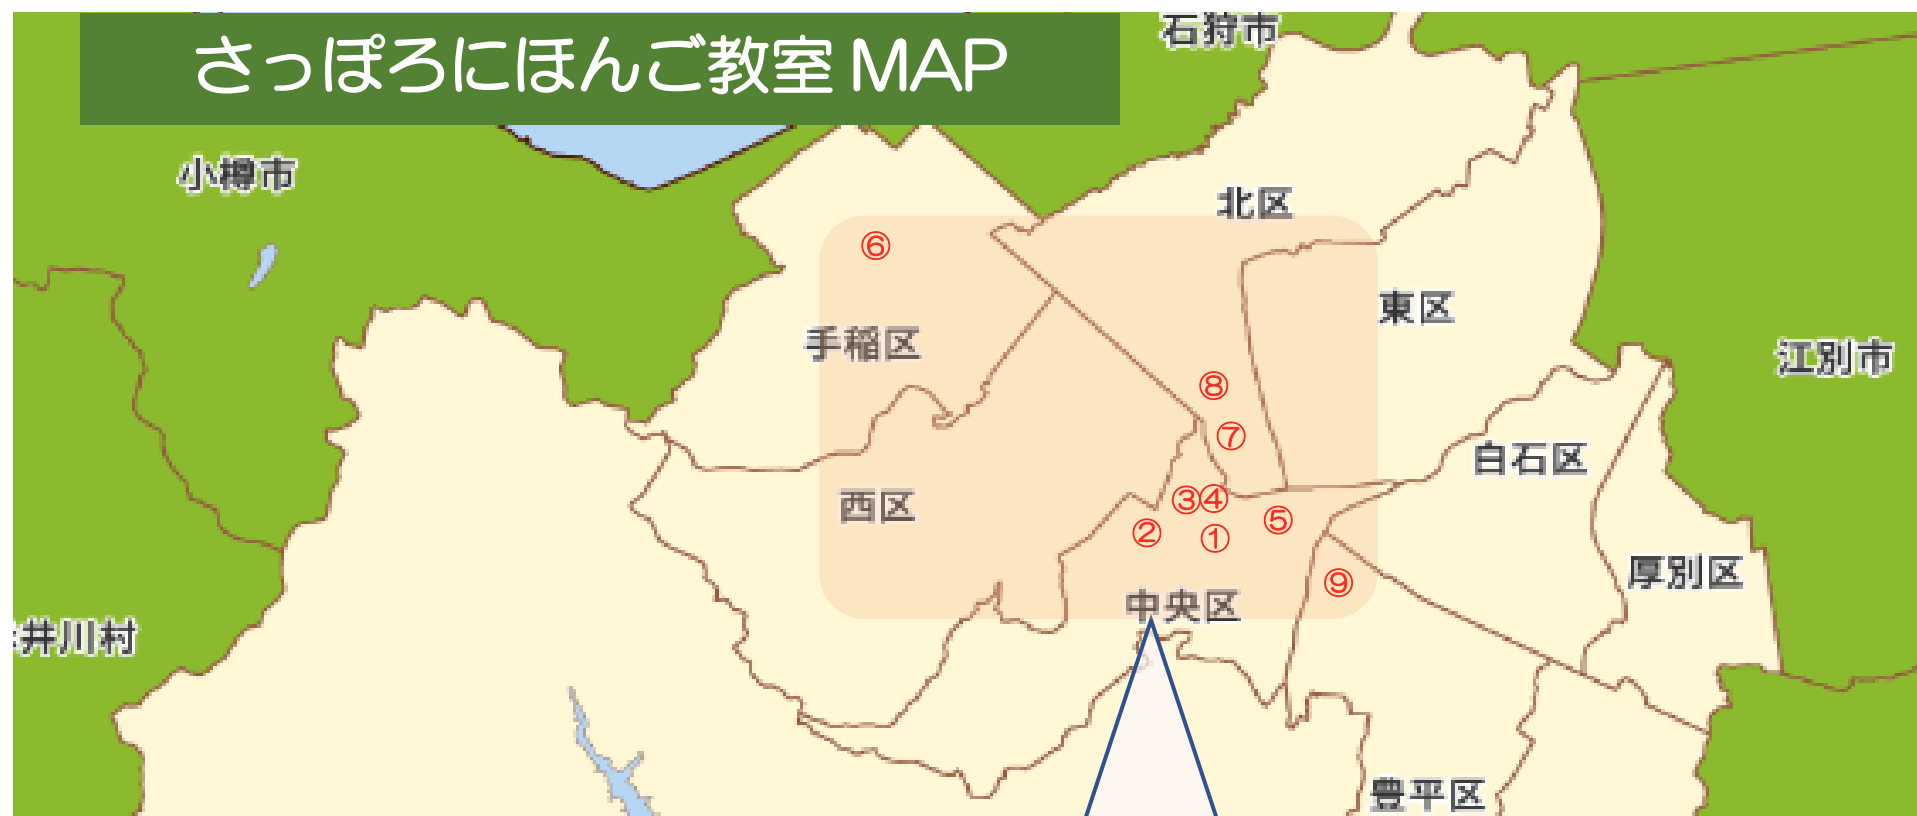 さっぽろにほんご教室 MAP
石狩市
小樽市
北区
⑥
東区
手稲区
江別市
⑧
⑦
白石区
③④
西区
⑤
②
①
厚別区
⑨
中央区
井川村
豊平区